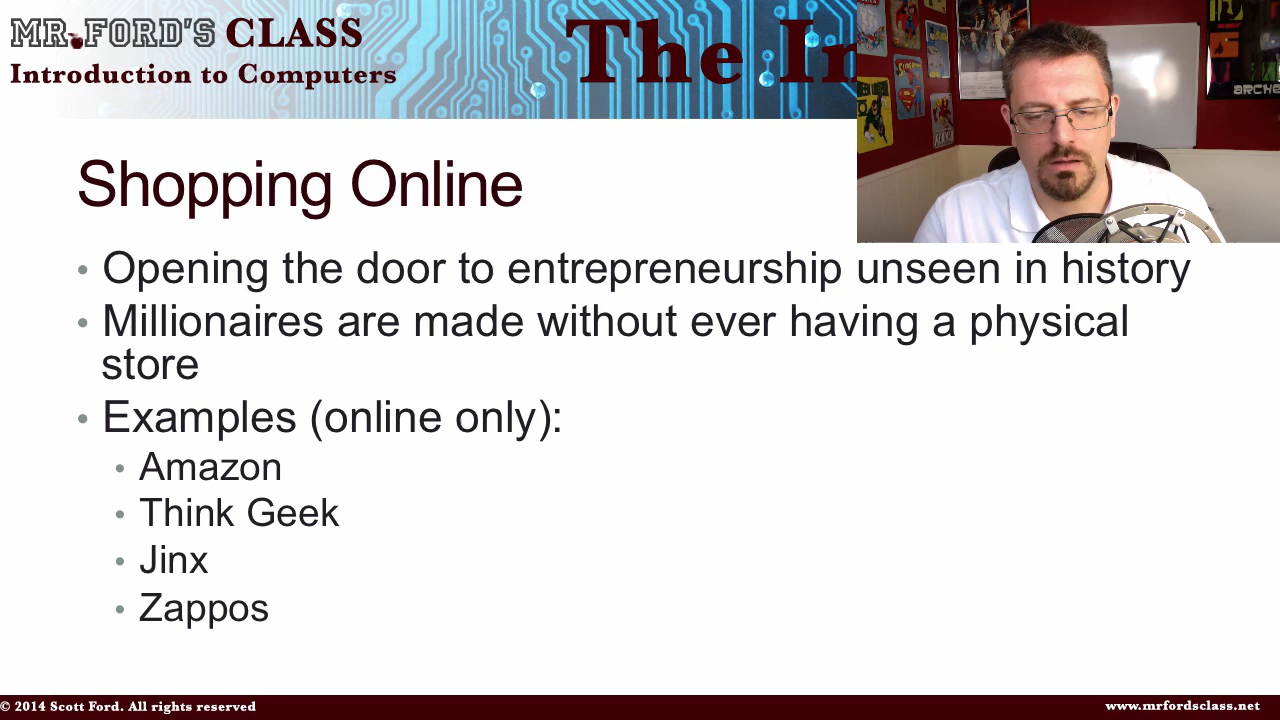 MR. FORD'S CLASS
Introduction to Computers
The In
ARCHE
Shopping Online
• Opening the door to entrepreneurship unseen in history
• Millionaires are made without ever having a physical
store
• Examples (online only):
• Amazon
• Think Geek
• Jinx
• Zappos
© 2014 Scott Ford. All rights reserved
www.mrfordsclass.net